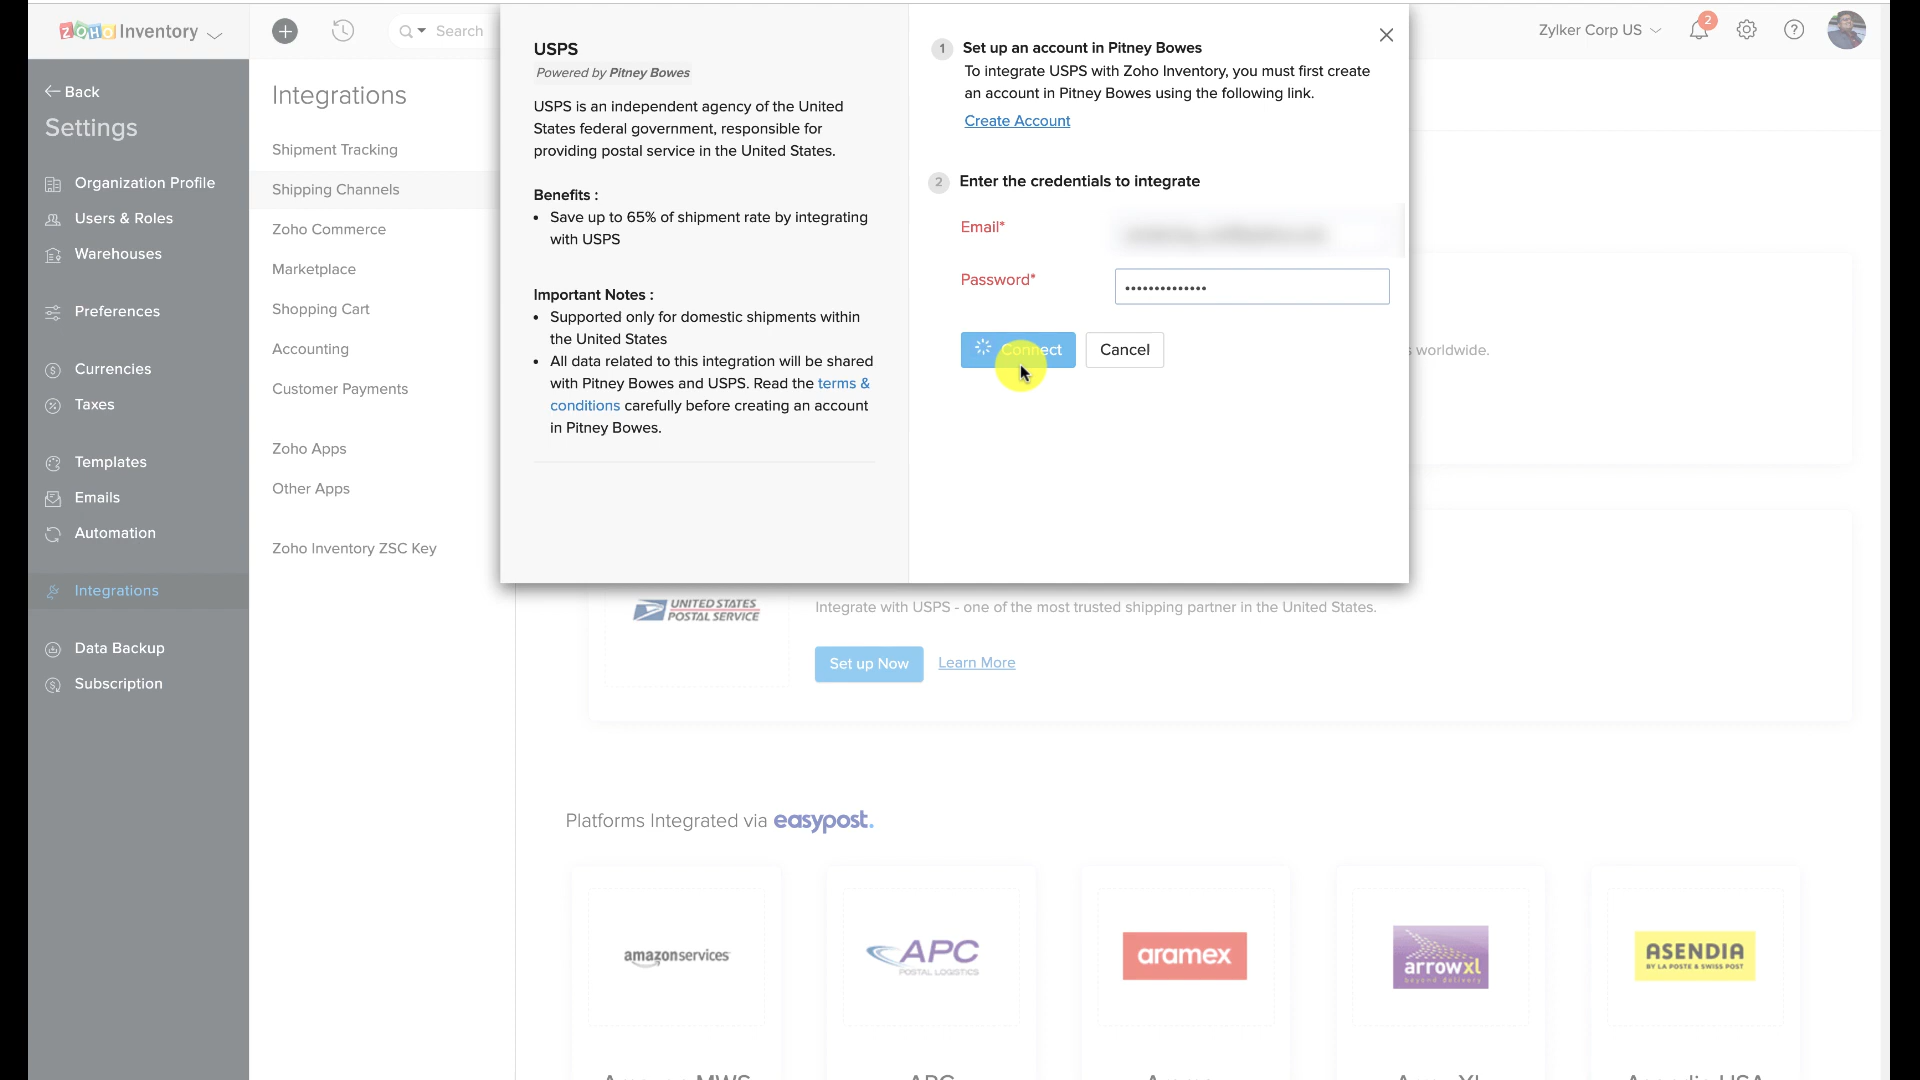 ZOHO Inventory
Search
Zylker Corp US
2
Back
Settings
Organization Profile
Users & Roles
Warehouses
Preferences
Currencies
Taxes
Templates
Emails
Automation
Integrations
Data Backup
Subscription
Integrations
Shipment Tracking
Shipping Channels
Zoho Commerce
Marketplace
Shopping Cart
Accounting
Customer Payments
Zoho Apps
Other Apps
Zoho Inventory ZSC Key
USPS
Powered by Pitney Bowes
USPS is an independent agency of the United
States federal government, responsible for
providing postal service in the United States.
Benefits :
• Save up to 65% of shipment rate by integrating
with USPS
Important Notes :
• Supported only for domestic shipments within
the United States
• All data related to this integration will be shared
with Pitney Bowes and USPS. Read the terms &
conditions carefully before creating an account
in Pitney Bowes.
1 Set up an account in Pitney Bowes
To integrate USPS with Zoho Inventory, you must first create
an account in Pitney Bowes using the following link.
Create Account
2 Enter the credentials to integrate
Email*
Password* ••••••••••••••
Connect Cancel
s worldwide.
UNITED STATES
POSTAL SERVICE
Integrate with USPS - one of the most trusted shipping partner in the United States.
Set up Now Learn More
Platforms Integrated via easypost.
amazonservices
APC
POSTAL LOGISTICS
aramex
arrowxl
beyond delivery
ASENDIA
BY LA POSTE & SWISS POST